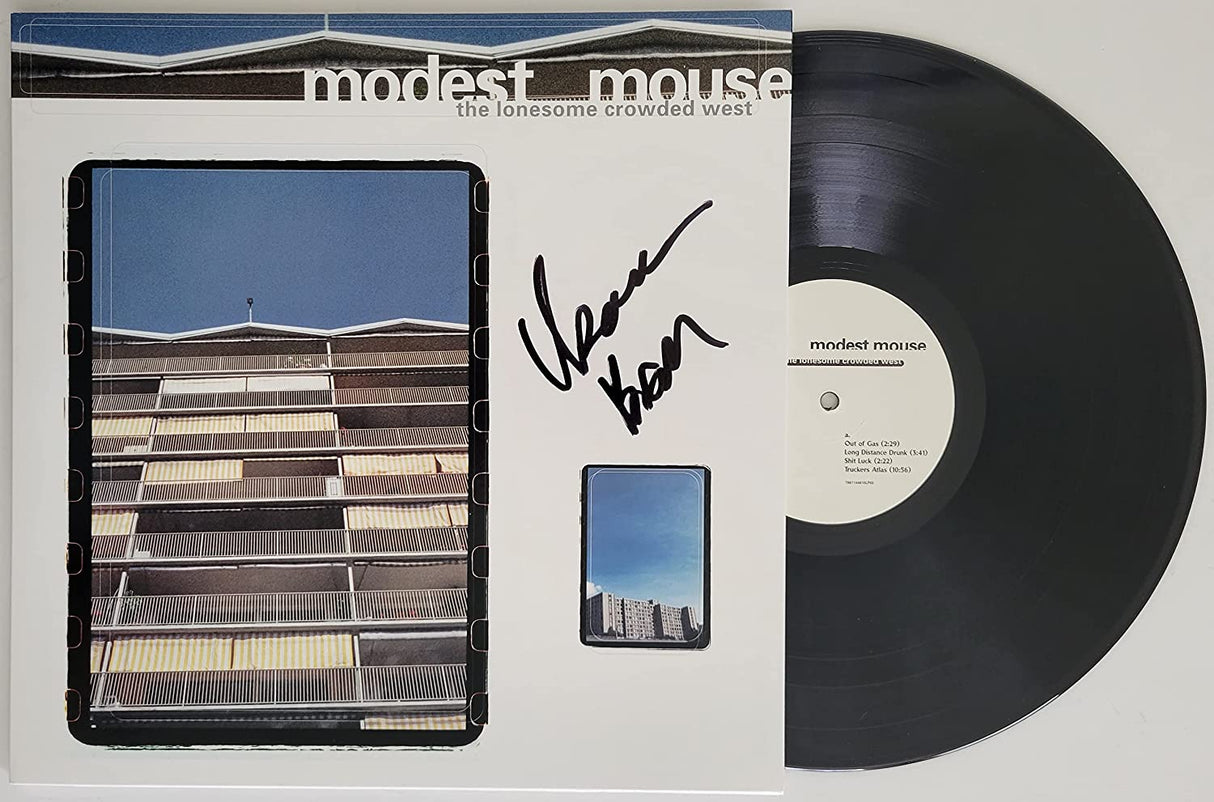 modest mouse
the lonesome crowded west
modest mouse
the lonesome crowded west
a.
Out of Gas (2:29)
Long Distance Drunk (3:41)
Shit Luck (2:22)
Truckers Atlas (10:56)